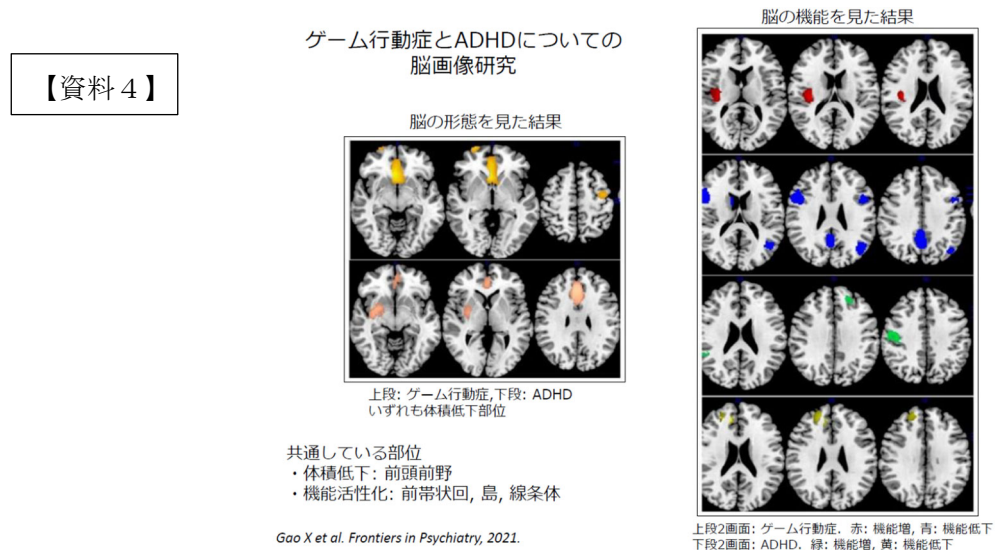 【資料４】
ゲーム行動症とADHDについての
脳画像研究
脳の形態を見た結果
上段: ゲーム行動症,下段: ADHD
いずれも体積低下部位
共通している部位
・体積低下: 前頭前野
・機能活性化: 前帯状回, 島, 線条体
Gao X et al. Frontiers in Psychiatry, 2021.
脳の機能を見た結果
上段2画面: ゲーム行動症. 赤: 機能増, 青: 機能低下
下段2画面: ADHD. 緑: 機能増, 黄: 機能低下